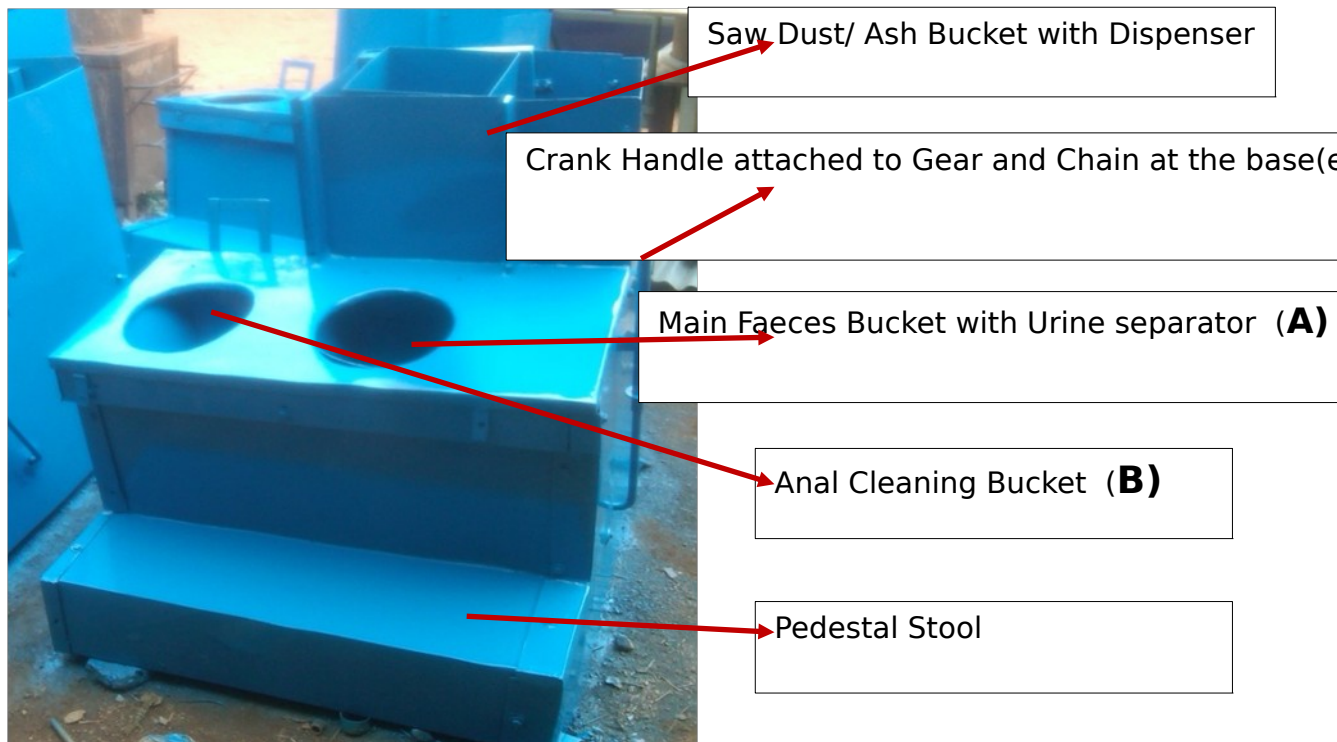 Saw Dust/ Ash Bucket with Dispenser
Crank Handle attached to Gear and Chain at the base(e
Main Faeces Bucket with Urine separator (A)
Anal Cleaning Bucket (B)
Pedestal Stool